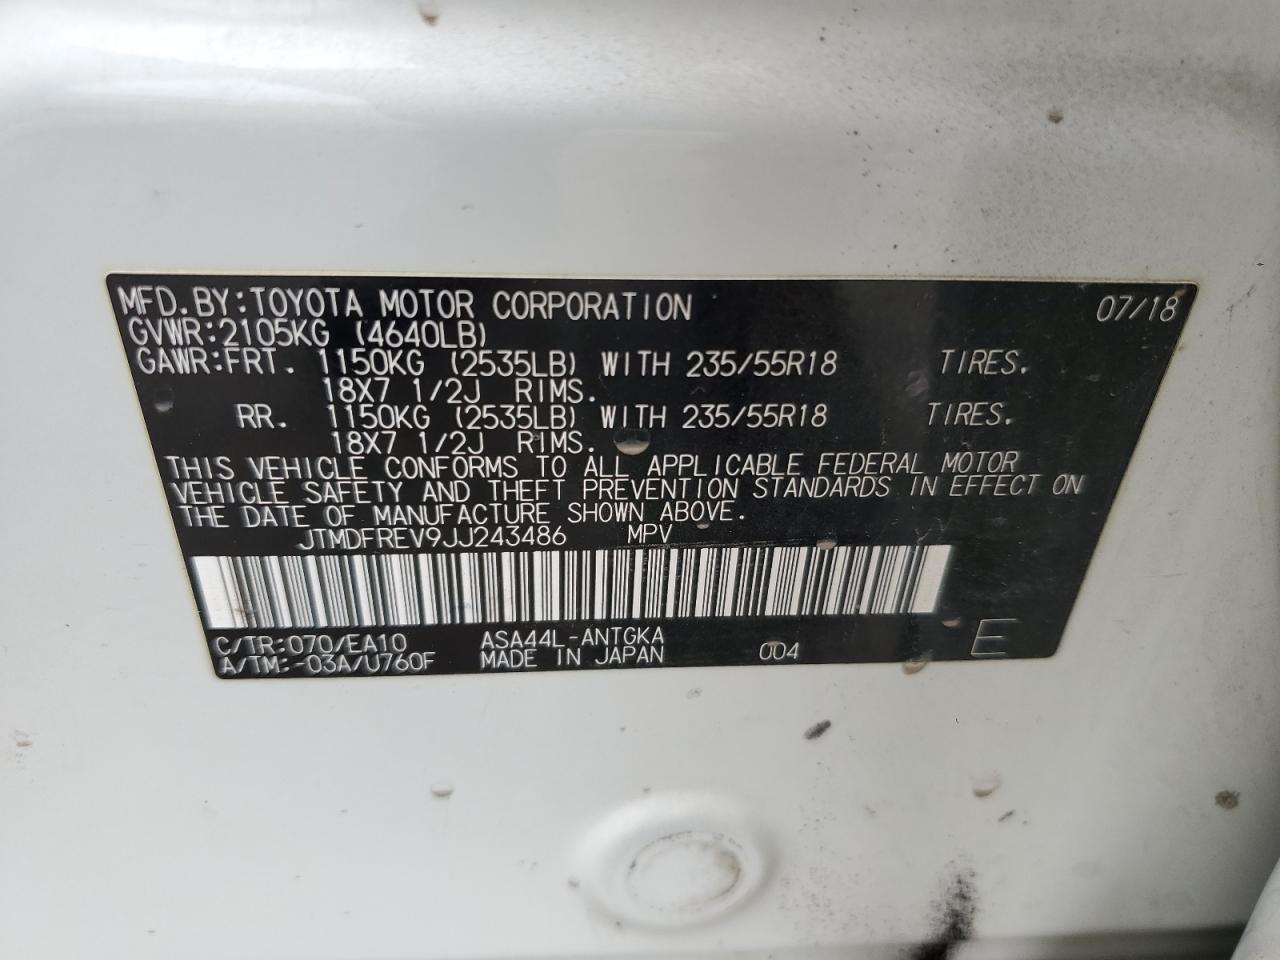 MFD.BY:TOYOTA MOTOR CORPORATION 07/18
GVWR:2105KG (4640LB)
GAWR:FRT. 1150KG (2535LB) WITH 235/55R18 TIRES.
18X7 1/2J RIMS.
RR. 1150KG (2535LB) WITH 235/55R18 TIRES.
18X7 1/2J RIMS.
THIS VEHICLE CONFORMS TO ALL APPLICABLE FEDERAL MOTOR
VEHICLE SAFETY AND THEFT PREVENTION STANDARDS IN EFFECT ON
THE DATE OF MANUFACTURE SHOWN ABOVE.
JTMDFREV9JJ243486 MPV
C/TR:070/EA10 ASA44L-ANTGKA 004 E
A/TM:-03A/U760F MADE IN JAPAN